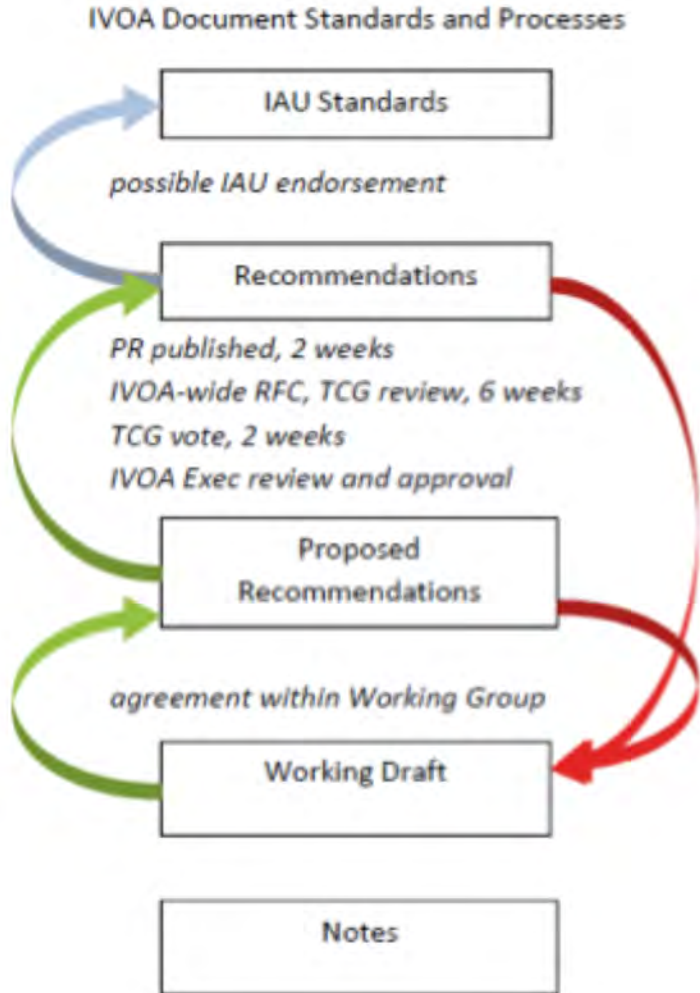 IVOA Document Standards and Processes
IAU Standards
possible IAU endorsement
Recommendations
PR published, 2 weeks
IVOA-wide RFC, TCG review, 6 weeks
TCG vote, 2 weeks
IVOA Exec review and approval
Proposed
Recommendations
agreement within Working Group
Working Draft
Notes